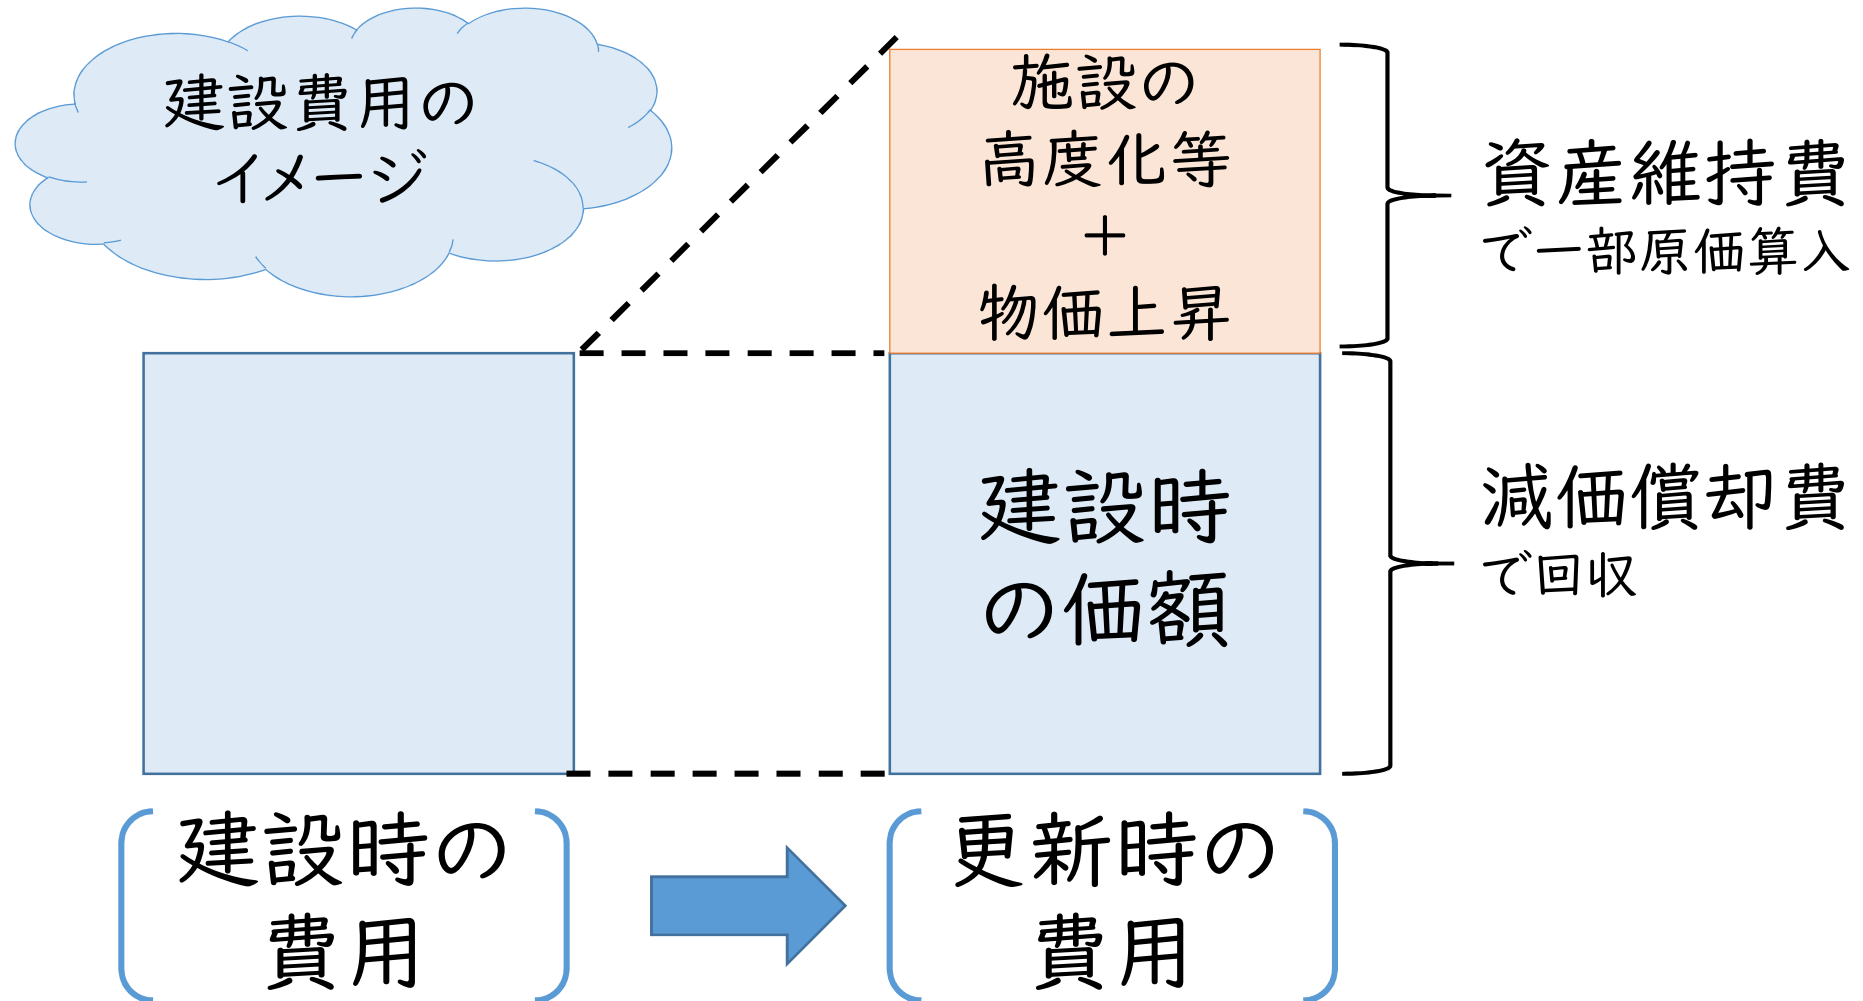 建設費用の
イメージ
施設の
高度化等
＋
物価上昇
資産維持費
で一部原価算入
建設時
の価額
減価償却費
で回収
建設時の
費用
更新時の
費用